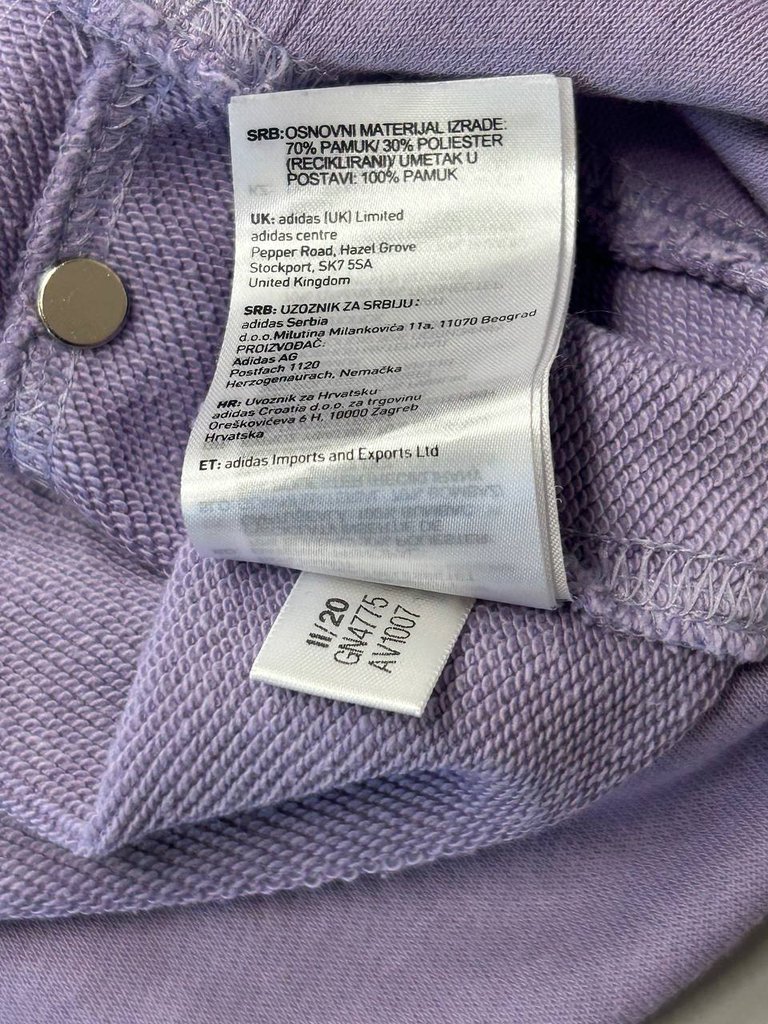 SRB: OSNOVNI MATERIJAL IZRADE:
70% PAMUK/ 30% POLIESTER
(RECIKLIRANI)/ UMETAK U
POSTAVI: 100% PAMUK
UK: adidas (UK) Limited
adidas centre
Pepper Road, Hazel Grove
Stockport, SK7 5SA
United Kingdom
SRB: UZOZNIK ZA SRBIJU:
adidas Serbia
d.o.o.Milutina Milankovića 11a, 11070 Beograd
PROIZVOĐAČ:
Adidas AG
Postfach 1120
Herzogenaurach, Nemačka
HR: Uvoznik za Hrvatsku
adidas Croatia d.o.o. za trgovinu
Oreškovićeva 6 H, 10000 Zagreb
Hrvatska
ET: adidas Imports and Exports Ltd
11/20
GN4775
AV1007